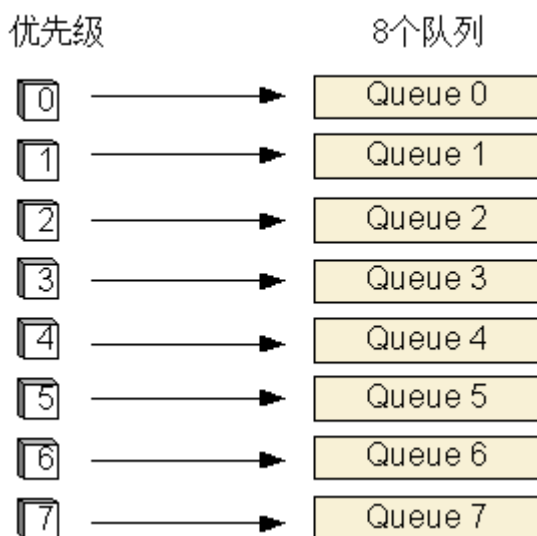 优先级 8个队列
0 Queue 0
1 Queue 1
2 Queue 2
3 Queue 3
4 Queue 4
5 Queue 5
6 Queue 6
7 Queue 7